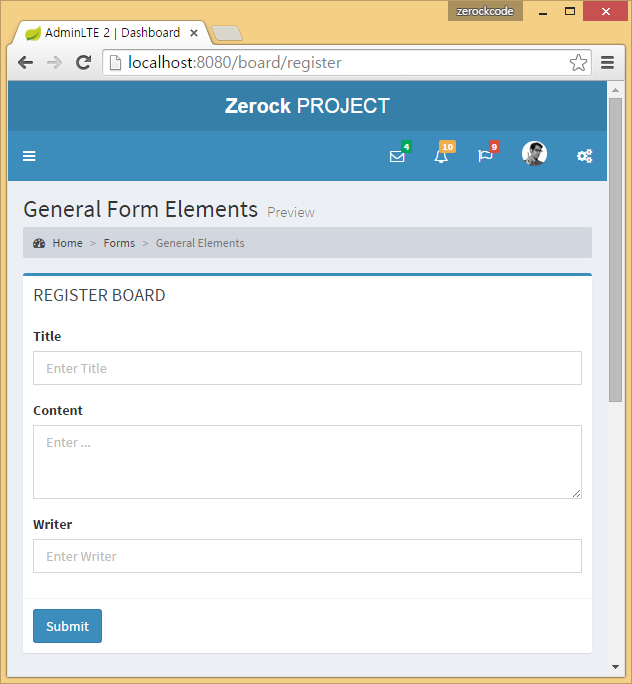 zerockcode
AdminLTE 2 | Dashboard
localhost:8080/board/register
Zerock PROJECT
4 10 9
General Form Elements Preview
Home > Forms > General Elements
REGISTER BOARD
Title
Enter Title
Content
Enter ...
Writer
Enter Writer
Submit